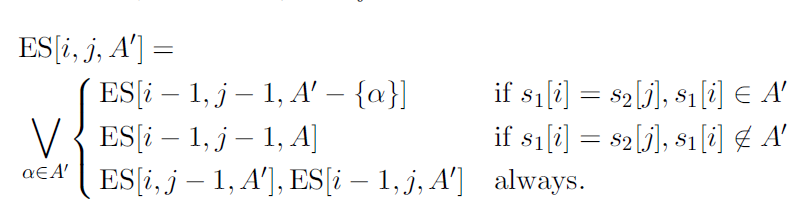 ES[i, j, A′] =
⋁_{α∈A′} {
ES[i − 1, j − 1, A′ − {α}] if s₁[i] = s₂[j], s₁[i] ∈ A′
ES[i − 1, j − 1, A] if s₁[i] = s₂[j], s₁[i] ∉ A′
ES[i, j − 1, A′], ES[i − 1, j, A′] always.